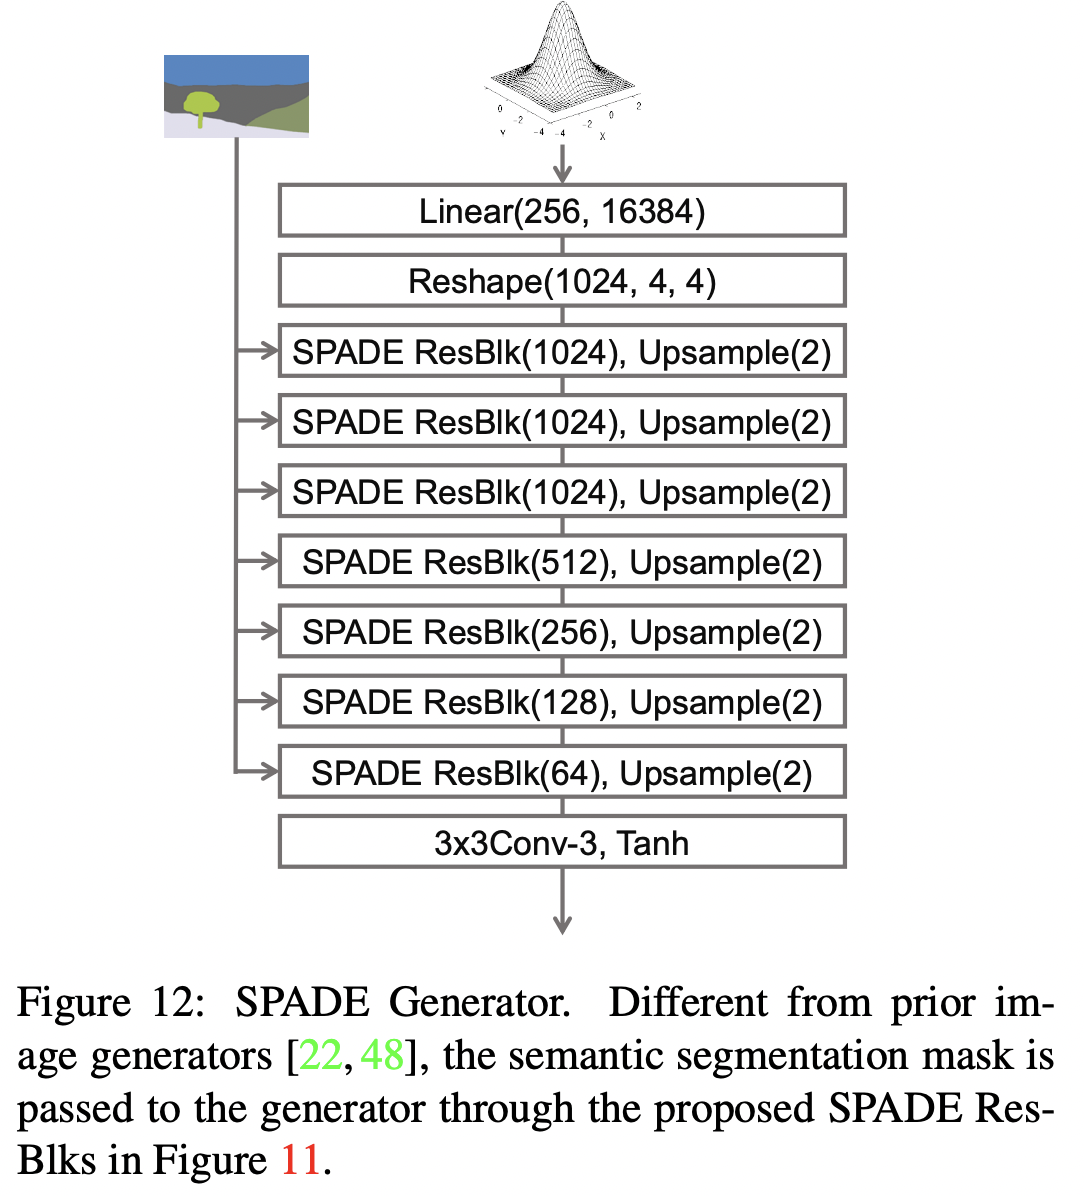 0
-2
-4
Y
-4
-2
0
2
X
Linear(256, 16384)
Reshape(1024, 4, 4)
SPADE ResBlk(1024), Upsample(2)
SPADE ResBlk(1024), Upsample(2)
SPADE ResBlk(1024), Upsample(2)
SPADE ResBlk(512), Upsample(2)
SPADE ResBlk(256), Upsample(2)
SPADE ResBlk(128), Upsample(2)
SPADE ResBlk(64), Upsample(2)
3x3Conv-3, Tanh
Figure 12: SPADE Generator. Different from prior im-
age generators [22, 48], the semantic segmentation mask is
passed to the generator through the proposed SPADE Res-
Blks in Figure 11.